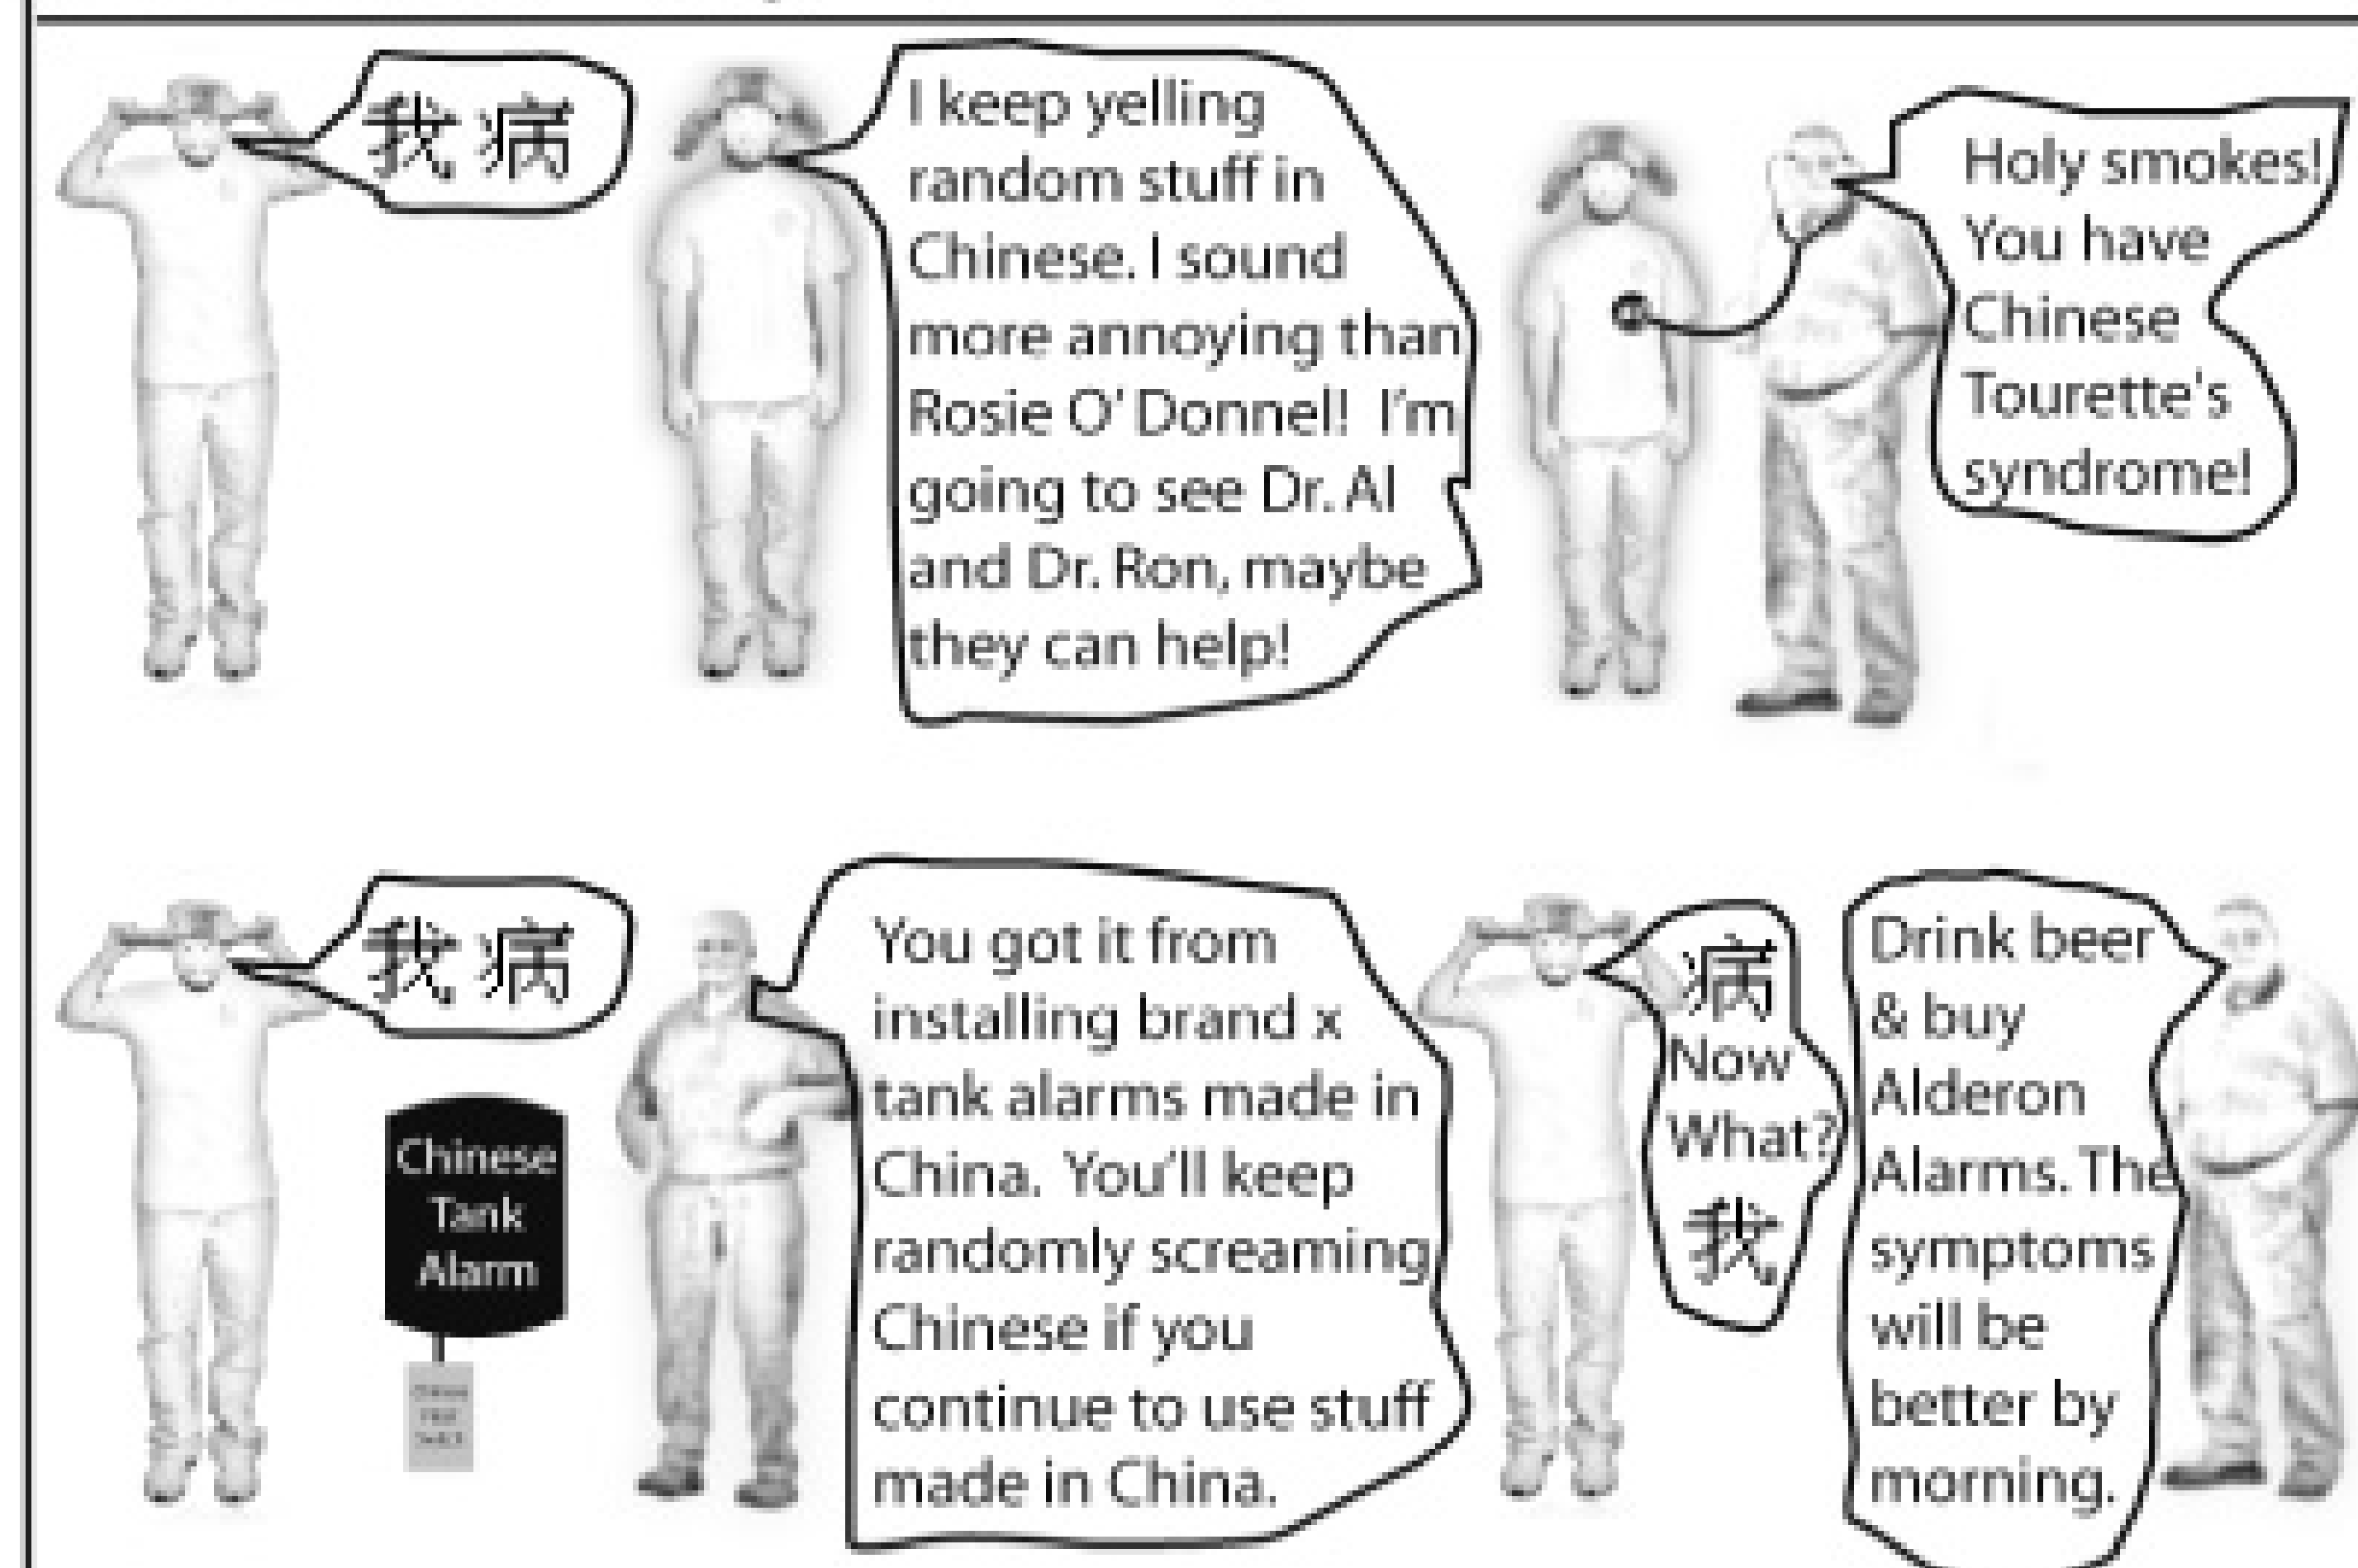 我 病
I keep yelling
random stuff in
Chinese. I sound
more annoying than
Rosie O' Donnel! I'm
going to see Dr. Al
and Dr. Ron, maybe
they can help!
Holy smokes!
You have
Chinese
Tourette's
syndrome!
我 病
Chinese
Tank
Alarm
You got it from
installing brand x
tank alarms made in
China. You'll keep
randomly screaming
Chinese if you
continue to use stuff
made in China.
病
Now
What?
我
Drink beer
& buy
Alderon
Alarms. The
symptoms
will be
better by
morning.